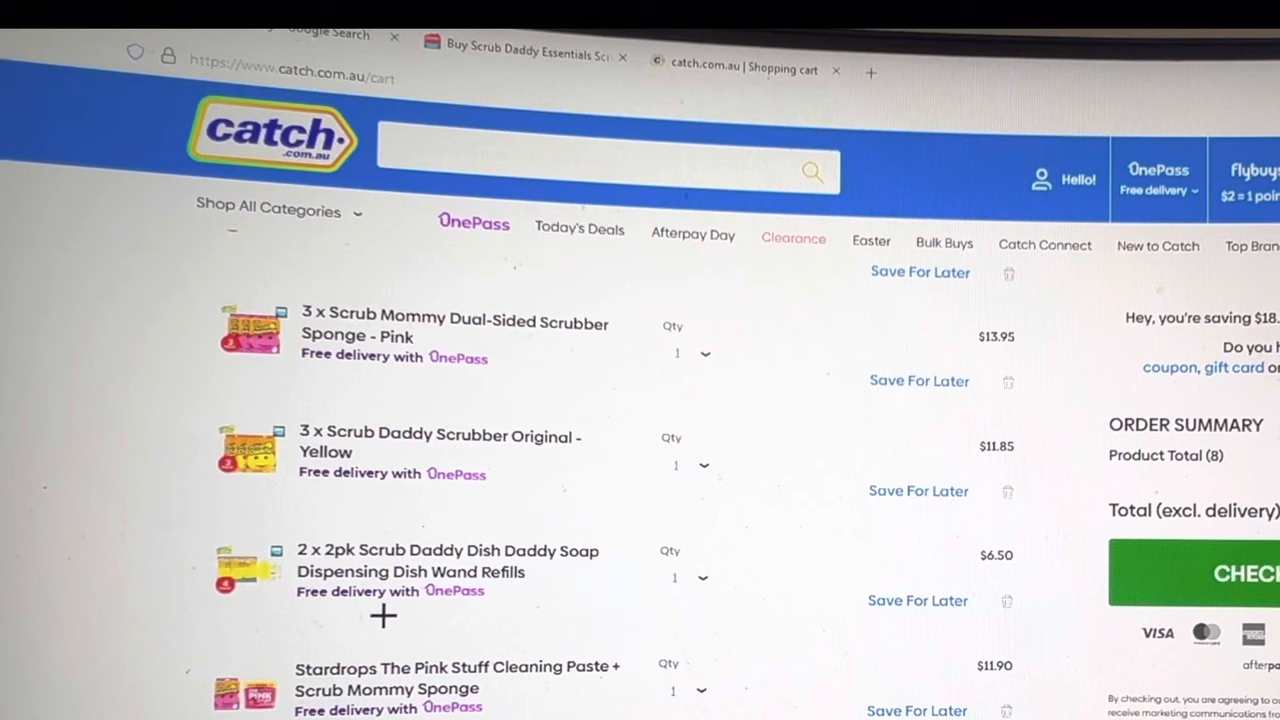 Google Search
Buy Scrub Daddy Essentials Scr
catch.com.au | Shopping cart
https://www.catch.com.au/cart
catch.
.com.au
Hello!
OnePass
Free delivery
flybuys
$2 = 1 poin
Shop All Categories
OnePass
Today's Deals
Afterpay Day
Clearance
Easter
Bulk Buys
Catch Connect
New to Catch
Top Bran
Save For Later
3 x Scrub Mommy Dual-Sided Scrubber
Sponge - Pink
Free delivery with OnePass
Qty
1
$13.95
Save For Later
3 x Scrub Daddy Scrubber Original -
Yellow
Free delivery with OnePass
Qty
1
$11.85
Save For Later
2 x 2pk Scrub Daddy Dish Daddy Soap
Dispensing Dish Wand Refills
Free delivery with OnePass
Qty
1
$6.50
Save For Later
Stardrops The Pink Stuff Cleaning Paste +
Scrub Mommy Sponge
Free delivery with OnePass
Qty
1
$11.90
Save For Later
Hey, you're saving $18.
Do you h
coupon, gift card or
ORDER SUMMARY
Product Total (8)
Total (excl. delivery)
CHECK
VISA
afterpa
By checking out, you are agreeing to ou
receive marketing communications fro